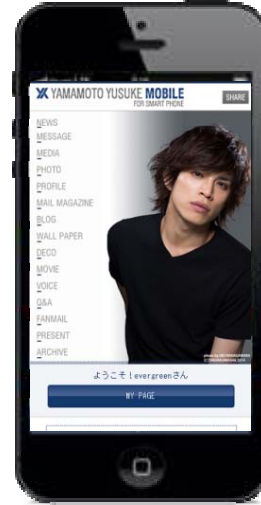 YAMAMOTO YUSUKE MOBILE
FOR SMART PHONE
SHARE
NEWS
MESSAGE
MEDIA
PHOTO
PROFILE
MAIL MAGAZINE
BLOG
WALL PAPER
DECO
MOVIE
VOICE
Q&A
FANMAIL
PRESENT
ARCHIVE
ようこそ!evergreenさん
MY PAGE